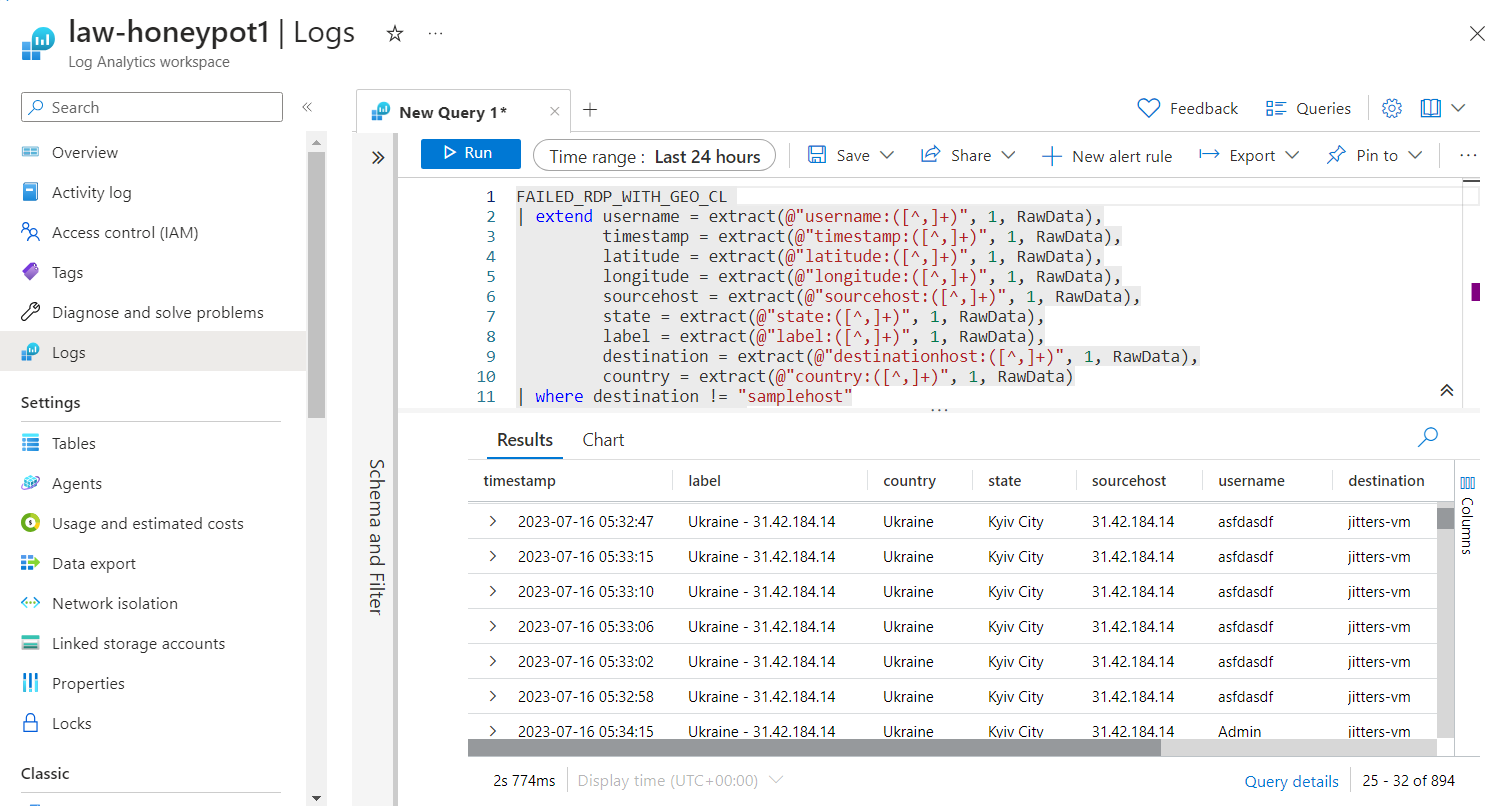 law-honeypot1 | Logs
Log Analytics workspace
Search
Overview
Activity log
Access control (IAM)
Tags
Diagnose and solve problems
Logs
Settings
Tables
Agents
Usage and estimated costs
Data export
Network isolation
Linked storage accounts
Properties
Locks
Classic
New Query 1*
Feedback Queries
Run Time range : Last 24 hours Save Share New alert rule Export Pin to
Schema and Filter
1 FAILED_RDP_WITH_GEO_CL
2 | extend username = extract(@"username:([^,]+)", 1, RawData),
3 timestamp = extract(@"timestamp:([^,]+)", 1, RawData),
4 latitude = extract(@"latitude:([^,]+)", 1, RawData),
5 longitude = extract(@"longitude:([^,]+)", 1, RawData),
6 sourcehost = extract(@"sourcehost:([^,]+)", 1, RawData),
7 state = extract(@"state:([^,]+)", 1, RawData),
8 label = extract(@"label:([^,]+)", 1, RawData),
9 destination = extract(@"destinationhost:([^,]+)", 1, RawData),
10 country = extract(@"country:([^,]+)", 1, RawData)
11 | where destination != "samplehost"
Results Chart
timestamp label country state sourcehost username destination
2023-07-16 05:32:47 Ukraine - 31.42.184.14 Ukraine Kyiv City 31.42.184.14 asfdasdf jitters-vm
2023-07-16 05:33:15 Ukraine - 31.42.184.14 Ukraine Kyiv City 31.42.184.14 asfdasdf jitters-vm
2023-07-16 05:33:10 Ukraine - 31.42.184.14 Ukraine Kyiv City 31.42.184.14 asfdasdf jitters-vm
2023-07-16 05:33:06 Ukraine - 31.42.184.14 Ukraine Kyiv City 31.42.184.14 asfdasdf jitters-vm
2023-07-16 05:33:02 Ukraine - 31.42.184.14 Ukraine Kyiv City 31.42.184.14 asfdasdf jitters-vm
2023-07-16 05:32:58 Ukraine - 31.42.184.14 Ukraine Kyiv City 31.42.184.14 asfdasdf jitters-vm
2023-07-16 05:34:15 Ukraine - 31.42.184.14 Ukraine Kyiv City 31.42.184.14 Admin jitters-vm
Columns
2s 774ms Display time (UTC+00:00) Query details 25 - 32 of 894